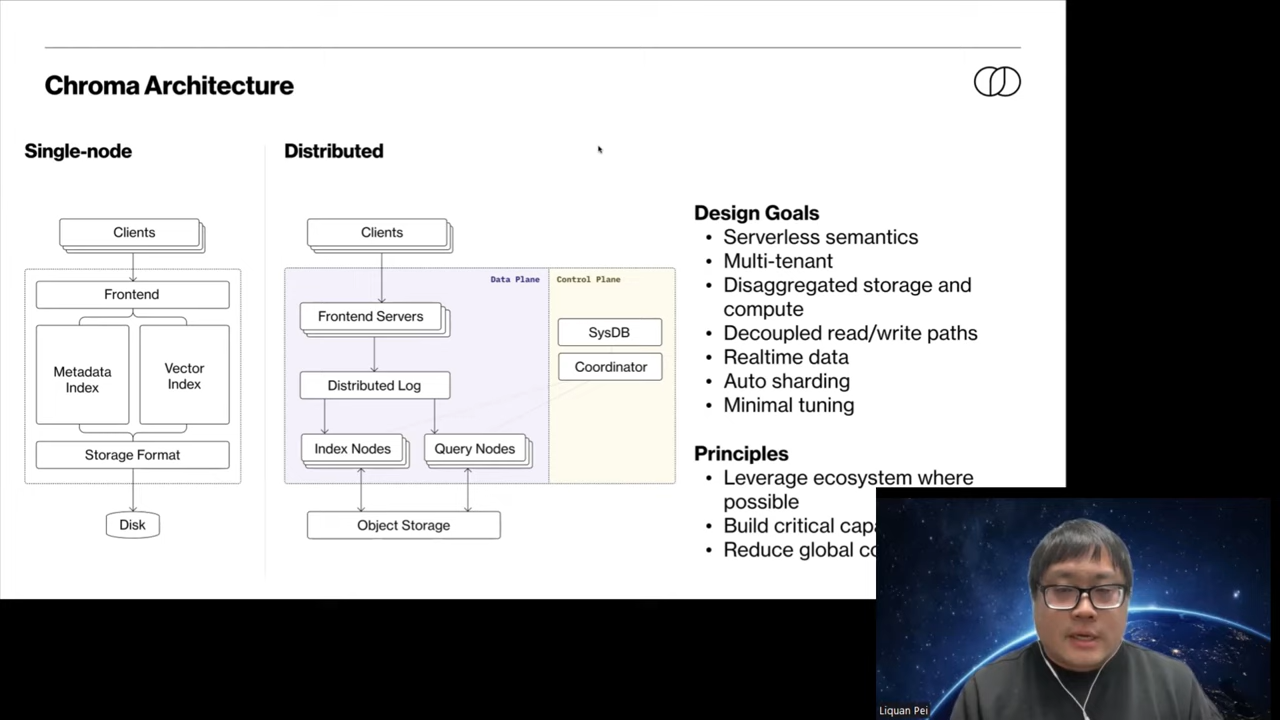 Chroma Architecture
Single-node
Clients
Frontend
Metadata
Index
Vector
Index
Storage Format
Disk
Distributed
Clients
Data Plane
Control Plane
Frontend Servers
SysDB
Coordinator
Distributed Log
Index Nodes
Query Nodes
Object Storage
Design Goals
• Serverless semantics
• Multi-tenant
• Disaggregated storage and
compute
• Decoupled read/write paths
• Realtime data
• Auto sharding
• Minimal tuning
Principles
• Leverage ecosystem where
possible
• Build critical
• Reduce global
Liquan Pei